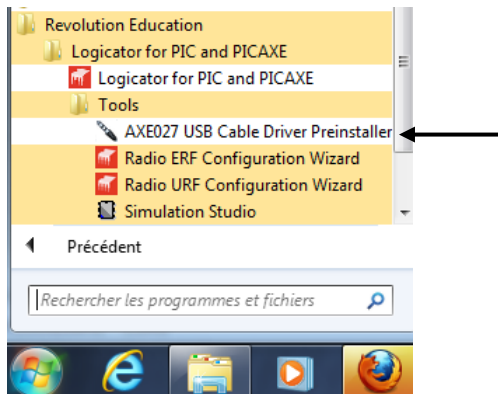 Revolution Education
Logicator for PIC and PICAXE
Logicator for PIC and PICAXE
Tools
AXE027 USB Cable Driver Preinstaller
Radio ERF Configuration Wizard
Radio URF Configuration Wizard
Simulation Studio
Précédent
Rechercher les programmes et fichiers